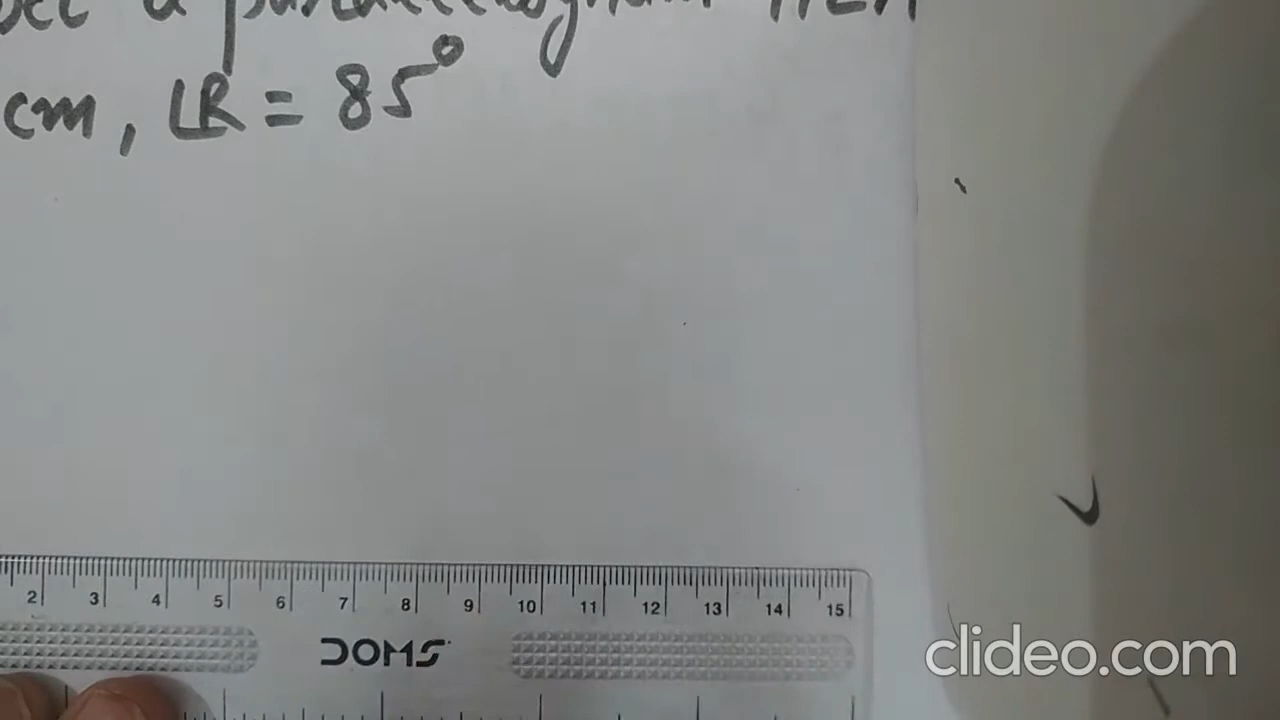 a parallelogram
cm, ∠R = 85°
2 3 4 5 6 7 8 9 10 11 12 13 14 15
DOMS
clideo.com